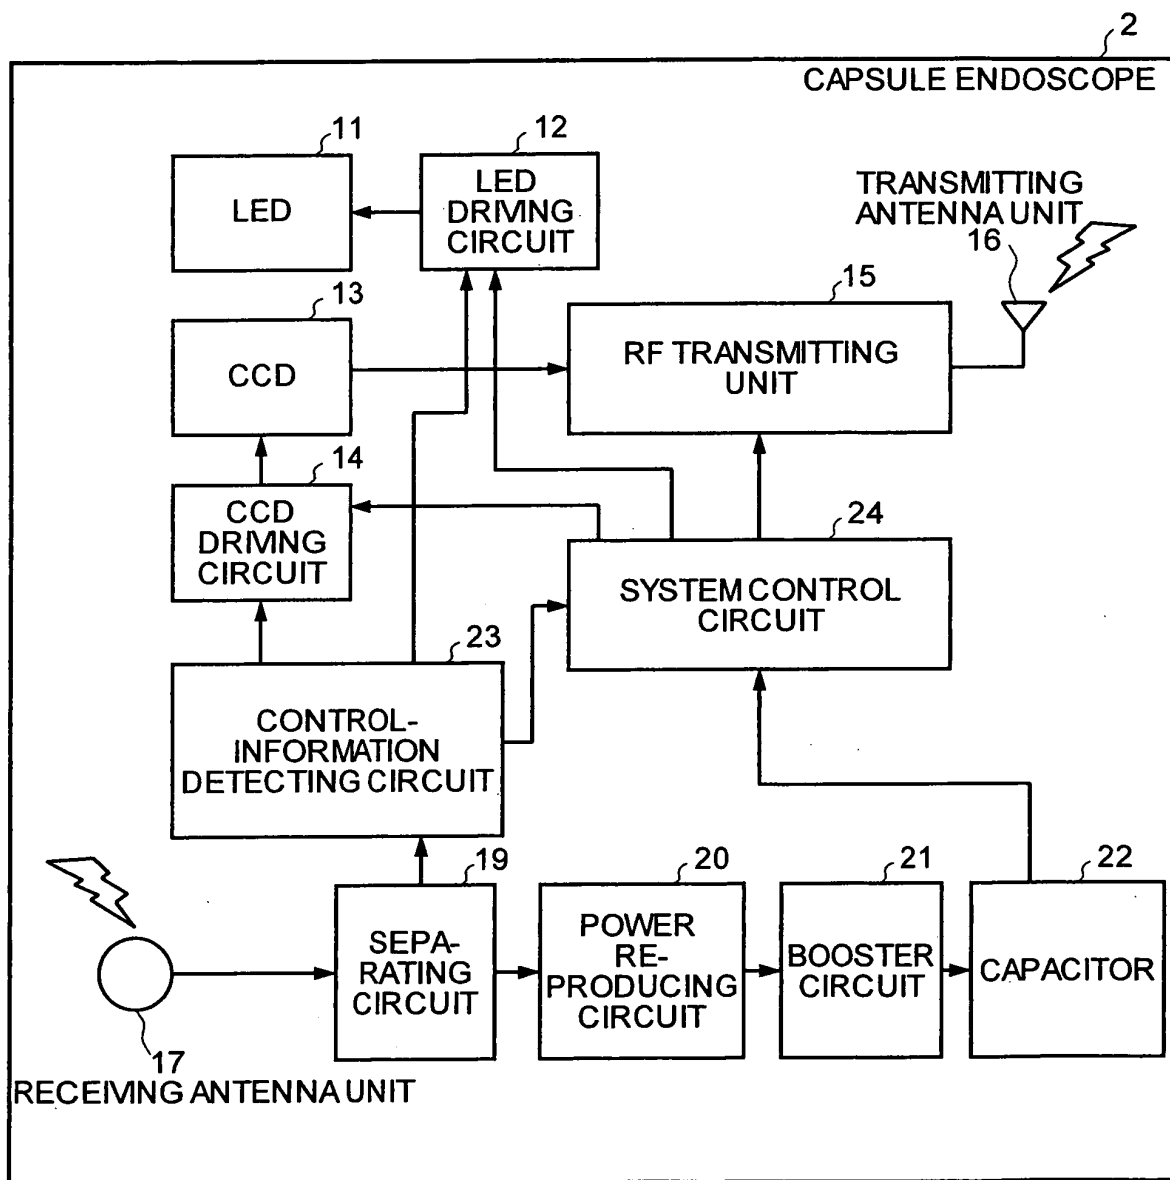 2
CAPSULE ENDOSCOPE
11
LED
12
LED
DRIVING
CIRCUIT
TRANSMITTING
ANTENNA UNIT
16
13
CCD
15
RF TRANSMITTING
UNIT
14
CCD
DRIVING
CIRCUIT
24
SYSTEM CONTROL
CIRCUIT
23
CONTROL-
INFORMATION
DETECTING CIRCUIT
19
SEPA-
RATING
CIRCUIT
20
POWER
RE-
PRODUCING
CIRCUIT
21
BOOSTER
CIRCUIT
22
CAPACITOR
17
RECEIVING ANTENNA UNIT